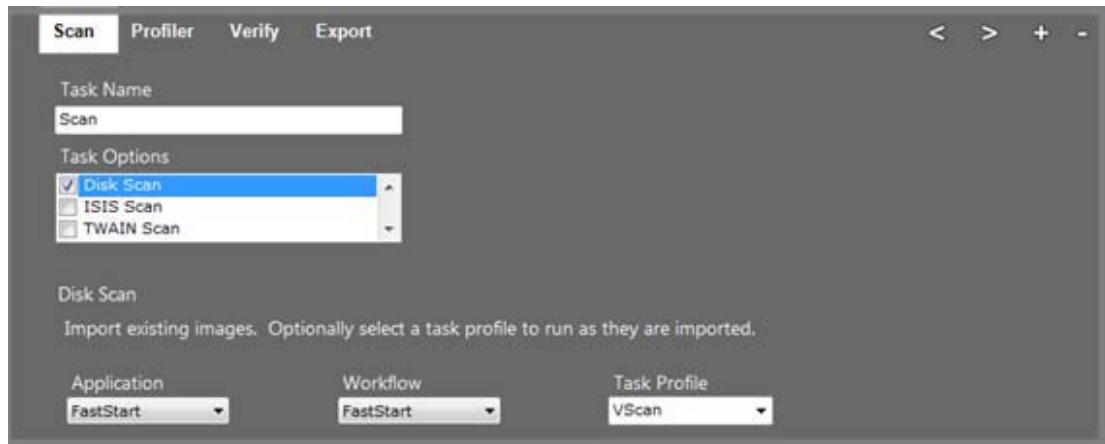 Scan Profiler Verify Export < > + -
Task Name
Scan
Task Options
Disk Scan
ISIS Scan
TWAIN Scan
Disk Scan
Import existing images. Optionally select a task profile to run as they are imported.
Application Workflow Task Profile
FastStart FastStart VScan